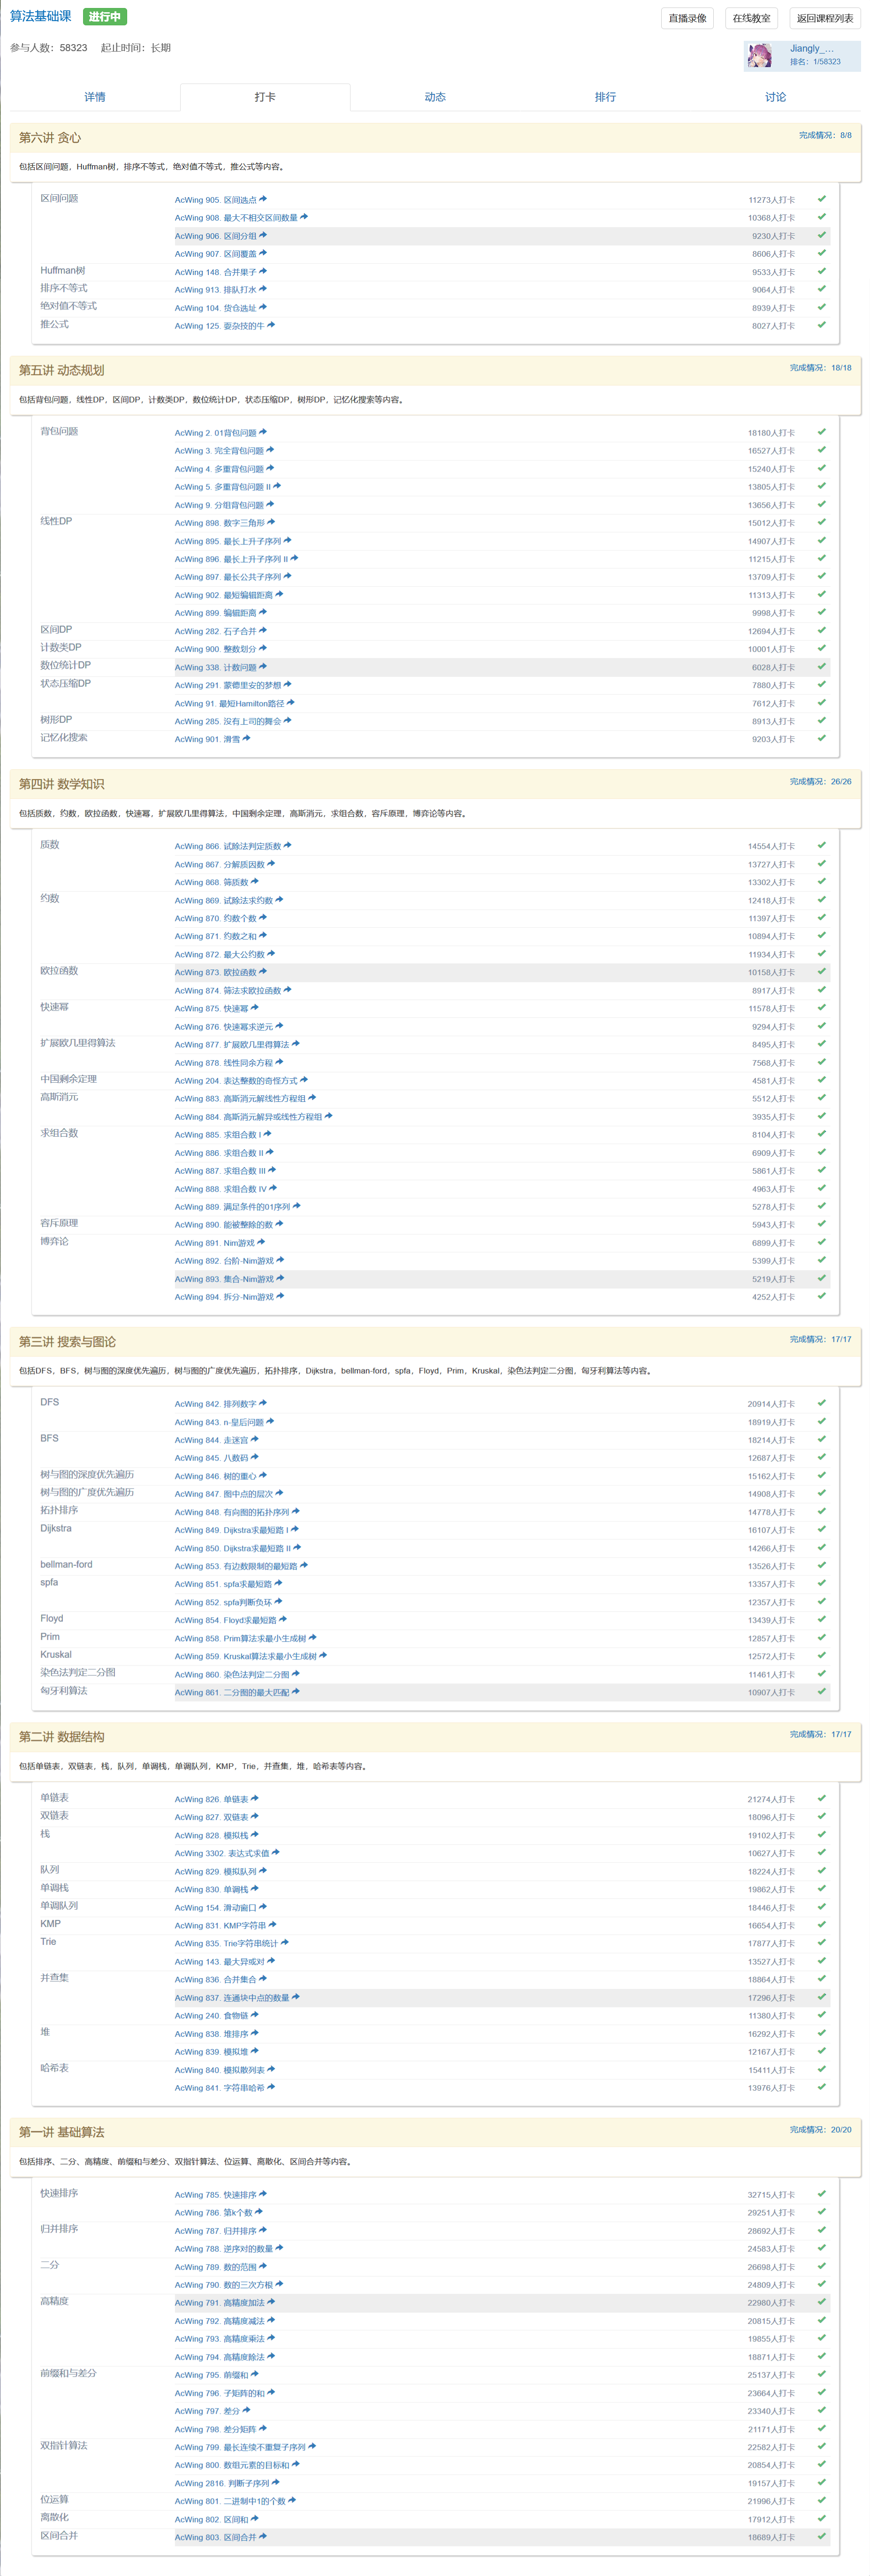 算法基础课 进行中 直播录像 在线教室 返回课程列表
参与人数：58323 起止时间：长期 Jiangly_...
排名：1/58323
详情 打卡 动态 排行 讨论
第六讲 贪心 完成情况：8/8
包括区间问题，Huffman树，排序不等式，绝对值不等式，推公式等内容。
区间问题 AcWing 905. 区间选点 11273人打卡
AcWing 908. 最大不相交区间数量 10368人打卡
AcWing 906. 区间分组 9230人打卡
AcWing 907. 区间覆盖 8606人打卡
Huffman树 AcWing 148. 合并果子 9533人打卡
排序不等式 AcWing 913. 排队打水 9064人打卡
绝对值不等式 AcWing 104. 货仓选址 8939人打卡
推公式 AcWing 125. 耍杂技的牛 8027人打卡
第五讲 动态规划 完成情况：18/18
包括背包问题，线性DP，区间DP，计数类DP，数位统计DP，状态压缩DP，树形DP，记忆化搜索等内容。
背包问题 AcWing 2. 01背包问题 18180人打卡
AcWing 3. 完全背包问题 16527人打卡
AcWing 4. 多重背包问题 15240人打卡
AcWing 5. 多重背包问题 II 13805人打卡
AcWing 9. 分组背包问题 13656人打卡
线性DP AcWing 898. 数字三角形 15012人打卡
AcWing 895. 最长上升子序列 14907人打卡
AcWing 896. 最长上升子序列 II 11215人打卡
AcWing 897. 最长公共子序列 13709人打卡
AcWing 902. 最短编辑距离 11313人打卡
AcWing 899. 编辑距离 9998人打卡
区间DP AcWing 282. 石子合并 12694人打卡
计数类DP AcWing 900. 整数划分 10001人打卡
数位统计DP AcWing 338. 计数问题 6028人打卡
状态压缩DP AcWing 291. 蒙德里安的梦想 7880人打卡
AcWing 91. 最短Hamilton路径 7612人打卡
树形DP AcWing 285. 没有上司的舞会 8913人打卡
记忆化搜索 AcWing 901. 滑雪 9203人打卡
第四讲 数学知识 完成情况：26/26
包括质数，约数，欧拉函数，快速幂，扩展欧几里得算法，中国剩余定理，高斯消元，求组合数，容斥原理，博弈论等内容。
质数 AcWing 866. 试除法判定质数 14554人打卡
AcWing 867. 分解质因数 13727人打卡
AcWing 868. 筛质数 13302人打卡
约数 AcWing 869. 试除法求约数 12418人打卡
AcWing 870. 约数个数 11397人打卡
AcWing 871. 约数之和 10894人打卡
AcWing 872. 最大公约数 11934人打卡
欧拉函数 AcWing 873. 欧拉函数 10158人打卡
AcWing 874. 筛法求欧拉函数 8917人打卡
快速幂 AcWing 875. 快速幂 11578人打卡
AcWing 876. 快速幂求逆元 9294人打卡
扩展欧几里得算法 AcWing 877. 扩展欧几里得算法 8495人打卡
AcWing 878. 线性同余方程 7568人打卡
中国剩余定理 AcWing 204. 表达整数的奇怪方式 4581人打卡
高斯消元 AcWing 883. 高斯消元解线性方程组 5512人打卡
AcWing 884. 高斯消元解异或线性方程组 3935人打卡
求组合数 AcWing 885. 求组合数 I 8104人打卡
AcWing 886. 求组合数 II 6909人打卡
AcWing 887. 求组合数 III 5861人打卡
AcWing 888. 求组合数 IV 4963人打卡
AcWing 889. 满足条件的01序列 5278人打卡
容斥原理 AcWing 890. 能被整除的数 5943人打卡
博弈论 AcWing 891. Nim游戏 6899人打卡
AcWing 892. 台阶-Nim游戏 5399人打卡
AcWing 893. 集合-Nim游戏 5219人打卡
AcWing 894. 拆分-Nim游戏 4252人打卡
第三讲 搜索与图论 完成情况：17/17
包括DFS，BFS，树与图的深度优先遍历，树与图的广度优先遍历，拓扑排序，Dijkstra，bellman-ford，spfa，Floyd，Prim，Kruskal，染色法判定二分图，匈牙利算法等内容。
DFS AcWing 842. 排列数字 20914人打卡
AcWing 843. n-皇后问题 18919人打卡
BFS AcWing 844. 走迷宫 18214人打卡
AcWing 845. 八数码 12687人打卡
树与图的深度优先遍历 AcWing 846. 树的重心 15162人打卡
树与图的广度优先遍历 AcWing 847. 图中点的层次 14908人打卡
拓扑排序 AcWing 848. 有向图的拓扑序列 14778人打卡
Dijkstra AcWing 849. Dijkstra求最短路 I 16107人打卡
AcWing 850. Dijkstra求最短路 II 14266人打卡
bellman-ford AcWing 853. 有边数限制的最短路 13526人打卡
spfa AcWing 851. spfa求最短路 13357人打卡
AcWing 852. spfa判断负环 12357人打卡
Floyd AcWing 854. Floyd求最短路 13439人打卡
Prim AcWing 858. Prim算法求最小生成树 12857人打卡
Kruskal AcWing 859. Kruskal算法求最小生成树 12572人打卡
染色法判定二分图 AcWing 860. 染色法判定二分图 11461人打卡
匈牙利算法 AcWing 861. 二分图的最大匹配 10907人打卡
第二讲 数据结构 完成情况：17/17
包括单链表，双链表，栈，队列，单调栈，单调队列，KMP，Trie，并查集，堆，哈希表等内容。
单链表 AcWing 826. 单链表 21274人打卡
双链表 AcWing 827. 双链表 18096人打卡
栈 AcWing 828. 模拟栈 19102人打卡
AcWing 3302. 表达式求值 10627人打卡
队列 AcWing 829. 模拟队列 18224人打卡
单调栈 AcWing 830. 单调栈 19862人打卡
单调队列 AcWing 154. 滑动窗口 18446人打卡
KMP AcWing 831. KMP字符串 16654人打卡
Trie AcWing 835. Trie字符串统计 17877人打卡
AcWing 143. 最大异或对 13527人打卡
并查集 AcWing 836. 合并集合 18864人打卡
AcWing 837. 连通块中点的数量 17296人打卡
AcWing 240. 食物链 11380人打卡
堆 AcWing 838. 堆排序 16292人打卡
AcWing 839. 模拟堆 12167人打卡
哈希表 AcWing 840. 模拟散列表 15411人打卡
AcWing 841. 字符串哈希 13976人打卡
第一讲 基础算法 完成情况：20/20
包括排序、二分、高精度、前缀和与差分、双指针算法、位运算、离散化、区间合并等内容。
快速排序 AcWing 785. 快速排序 32715人打卡
AcWing 786. 第k个数 29251人打卡
归并排序 AcWing 787. 归并排序 28692人打卡
AcWing 788. 逆序对的数量 24583人打卡
二分 AcWing 789. 数的范围 26698人打卡
AcWing 790. 数的三次方根 24809人打卡
高精度 AcWing 791. 高精度加法 22980人打卡
AcWing 792. 高精度减法 20815人打卡
AcWing 793. 高精度乘法 19855人打卡
AcWing 794. 高精度除法 18871人打卡
前缀和与差分 AcWing 795. 前缀和 25137人打卡
AcWing 796. 子矩阵的和 23664人打卡
AcWing 797. 差分 23340人打卡
AcWing 798. 差分矩阵 21171人打卡
双指针算法 AcWing 799. 最长连续不重复子序列 22582人打卡
AcWing 800. 数组元素的目标和 20854人打卡
AcWing 2816. 判断子序列 19157人打卡
位运算 AcWing 801. 二进制中1的个数 21996人打卡
离散化 AcWing 802. 区间和 17912人打卡
区间合并 AcWing 803. 区间合并 18689人打卡